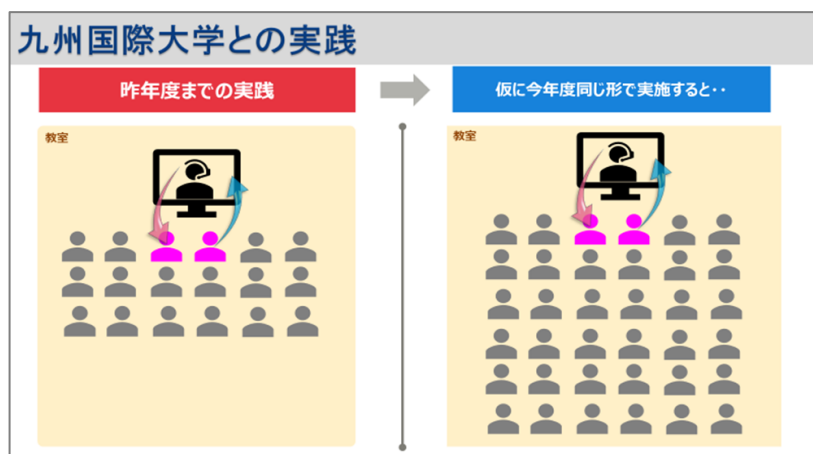 九州国際大学との実践
昨年度までの実践
仮に今年度同じ形で実施すると・・
教室
教室